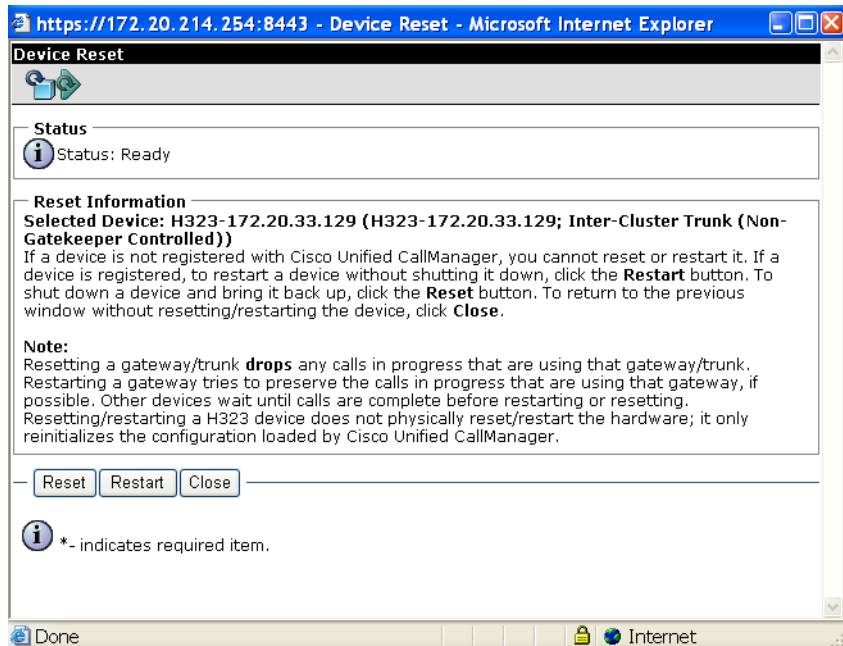 https://172.20.214.254:8443 - Device Reset - Microsoft Internet Explorer
Device Reset
Status
Status: Ready
Reset Information
Selected Device: H323-172.20.33.129 (H323-172.20.33.129; Inter-Cluster Trunk (Non-
Gatekeeper Controlled))
If a device is not registered with Cisco Unified CallManager, you cannot reset or restart it. If a
device is registered, to restart a device without shutting it down, click the Restart button. To
shut down a device and bring it back up, click the Reset button. To return to the previous
window without resetting/restarting the device, click Close.
Note:
Resetting a gateway/trunk drops any calls in progress that are using that gateway/trunk.
Restarting a gateway tries to preserve the calls in progress that are using that gateway, if
possible. Other devices wait until calls are complete before restarting or resetting.
Resetting/restarting a H323 device does not physically reset/restart the hardware; it only
reinitializes the configuration loaded by Cisco Unified CallManager.
Reset Restart Close
*- indicates required item.
Done Internet